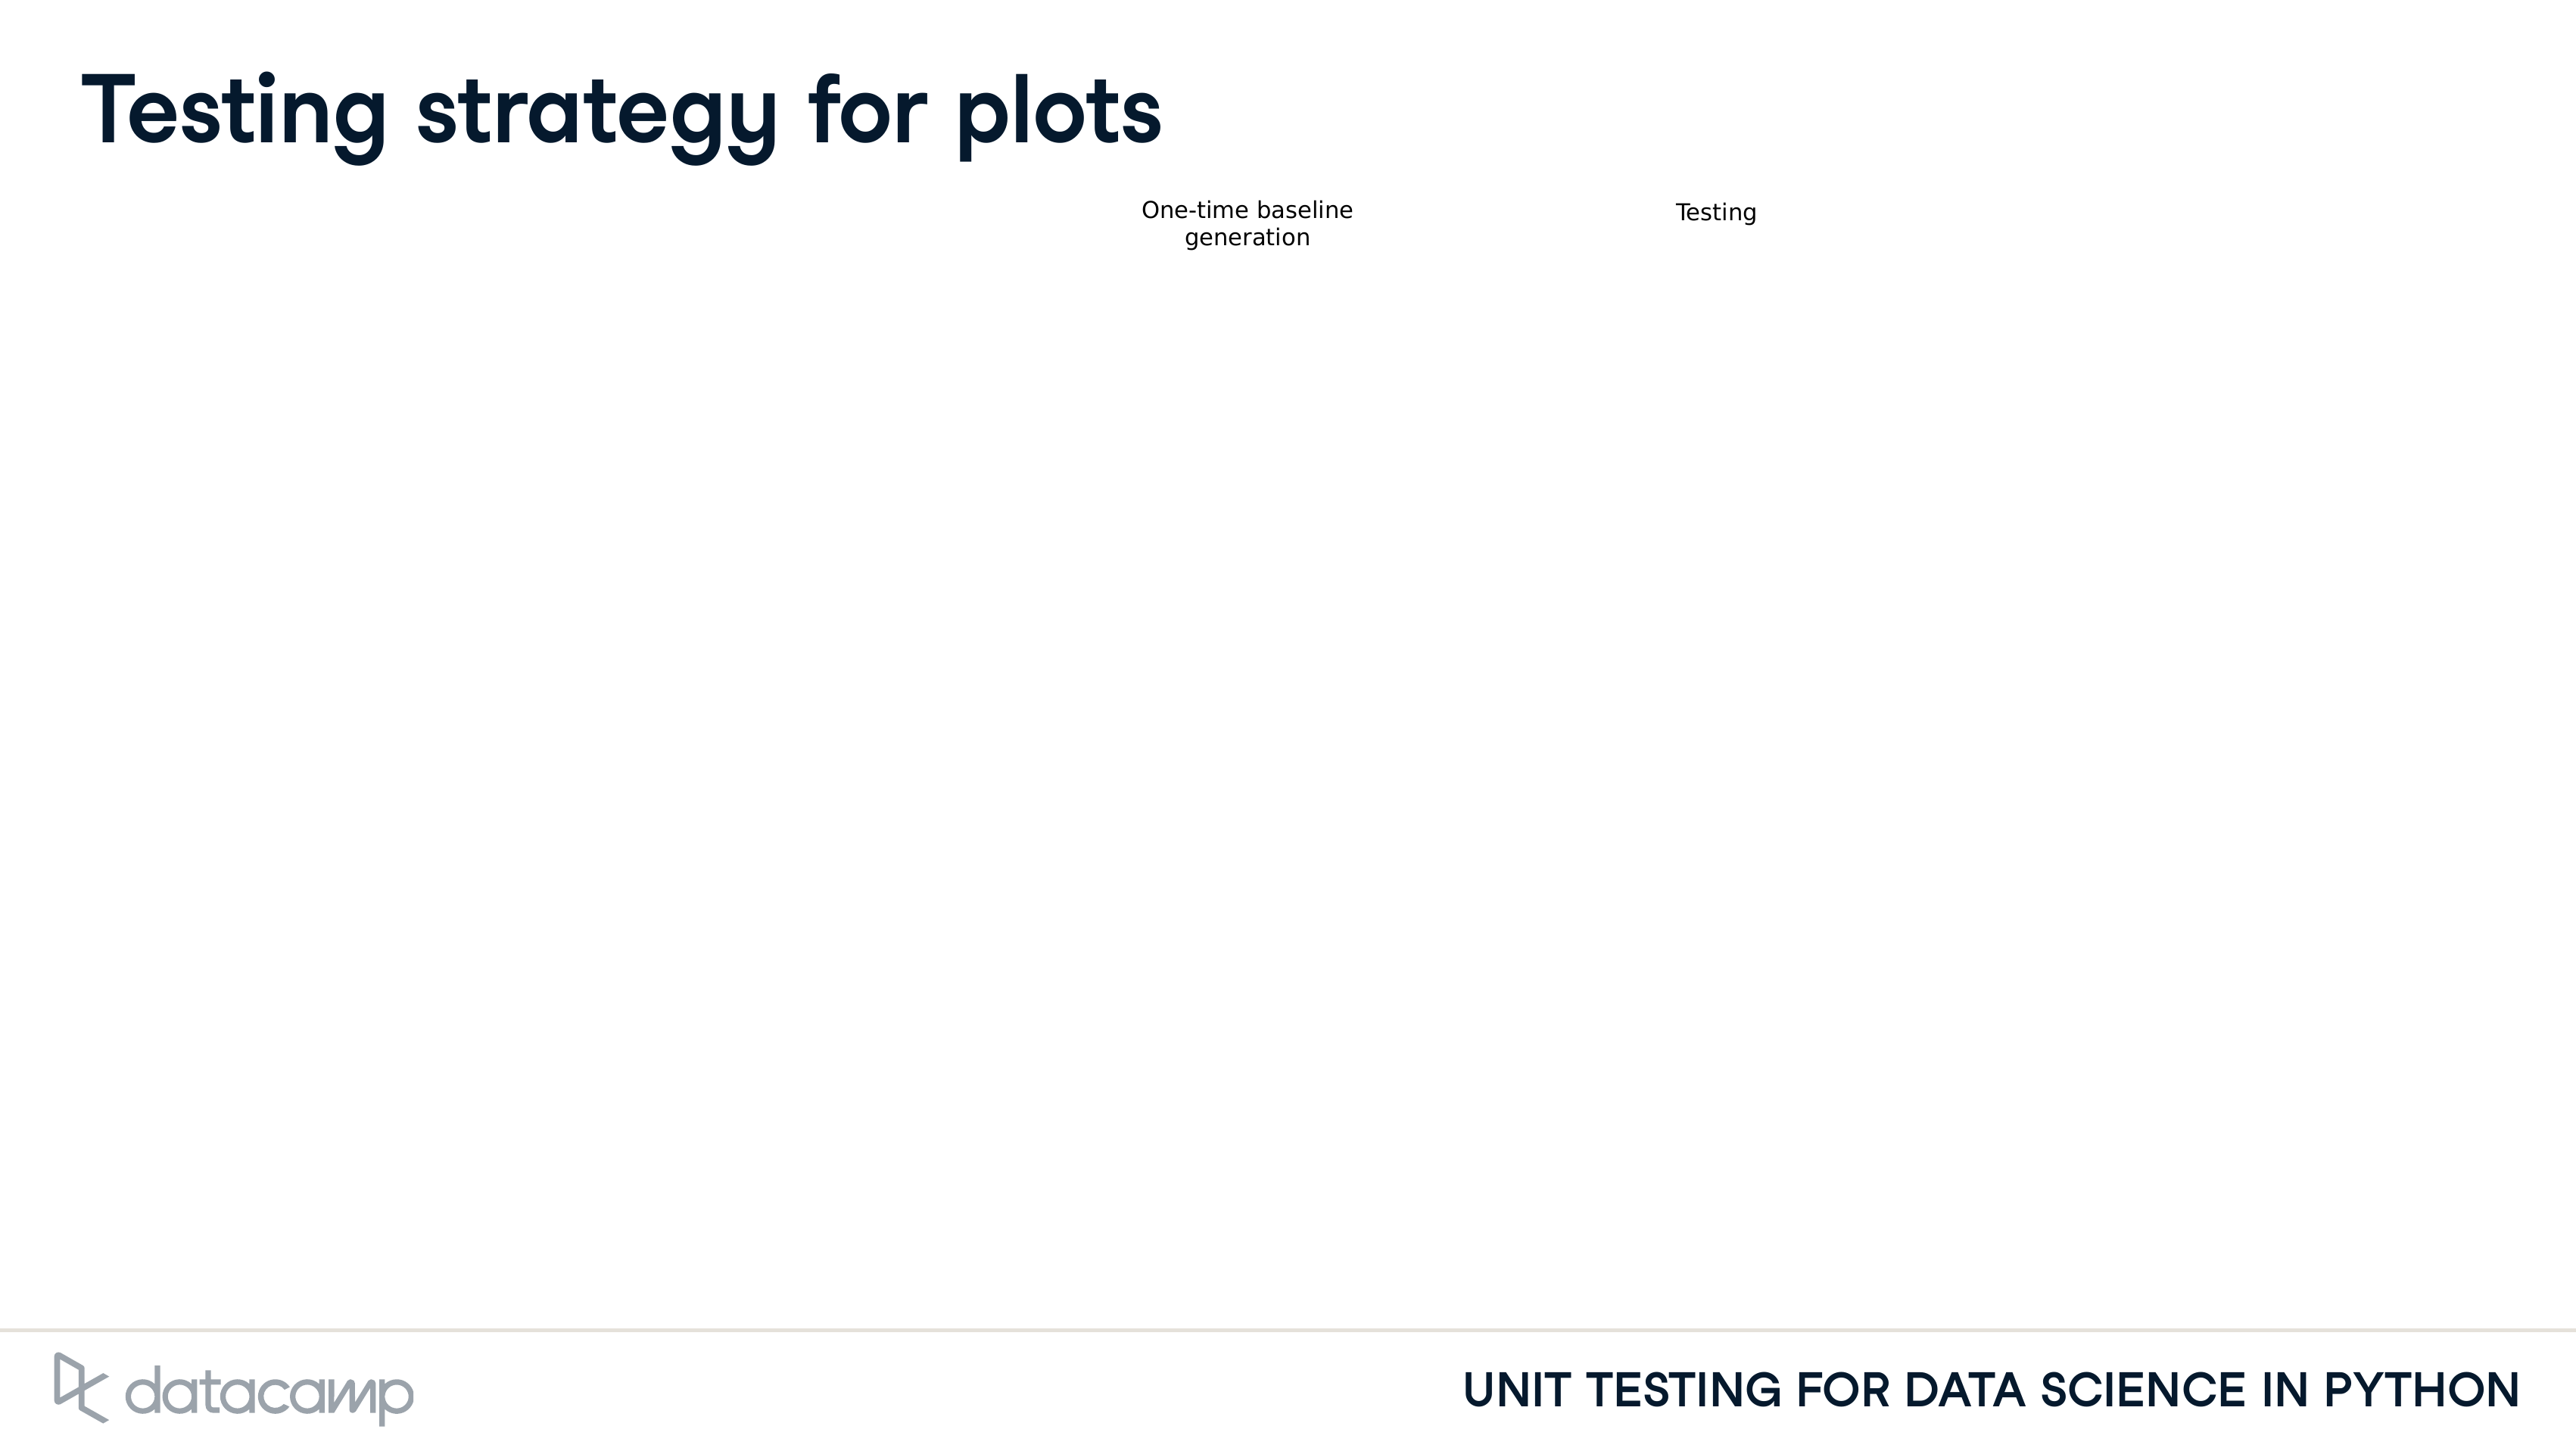 Testing strategy for plots
One-time baseline
generation
Testing
datacamp
UNIT TESTING FOR DATA SCIENCE IN PYTHON